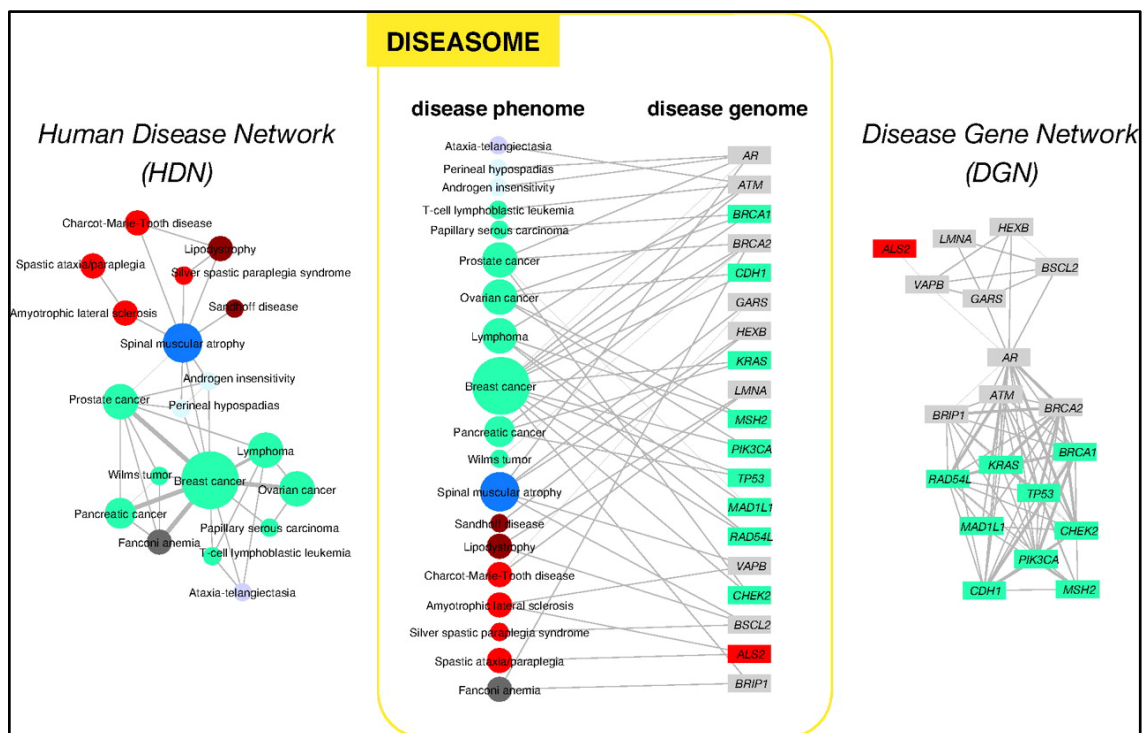 DISEASOME
Human Disease Network
(HDN)
Charcot-Marie-Tooth disease
Lipodystrophy
Spastic ataxia/paraplegia
Silver spastic paraplegia syndrome
Amyotrophic lateral sclerosis
Sandhoff disease
Spinal muscular atrophy
Androgen insensitivity
Prostate cancer
Perineal hypospadias
Lymphoma
Wilms tumor
Breast cancer
Ovarian cancer
Pancreatic cancer
Papillary serous carcinoma
Fanconi anemia
T-cell lymphoblastic leukemia
Ataxia-telangiectasia
disease phenome
Ataxia-telangiectasia
Perineal hypospadias
Androgen insensitivity
T-cell lymphoblastic leukemia
Papillary serous carcinoma
Prostate cancer
Ovarian cancer
Lymphoma
Breast cancer
Pancreatic cancer
Wilms tumor
Spinal muscular atrophy
Sandhoff disease
Lipodystrophy
Charcot-Marie-Tooth disease
Amyotrophic lateral sclerosis
Silver spastic paraplegia syndrome
Spastic ataxia/paraplegia
Fanconi anemia
disease genome
AR
ATM
BRCA1
BRCA2
CDH1
GARS
HEXB
KRAS
LMNA
MSH2
PIK3CA
TP53
MAD1L1
RAD54L
VAPB
CHEK2
BSCL2
ALS2
BRIP1
Disease Gene Network
(DGN)
HEXB
LMNA
ALS2
BSCL2
VAPB
GARS
AR
ATM
BRIP1
BRCA2
BRCA1
KRAS
RAD54L
TP53
MAD1L1
CHEK2
PIK3CA
CDH1
MSH2